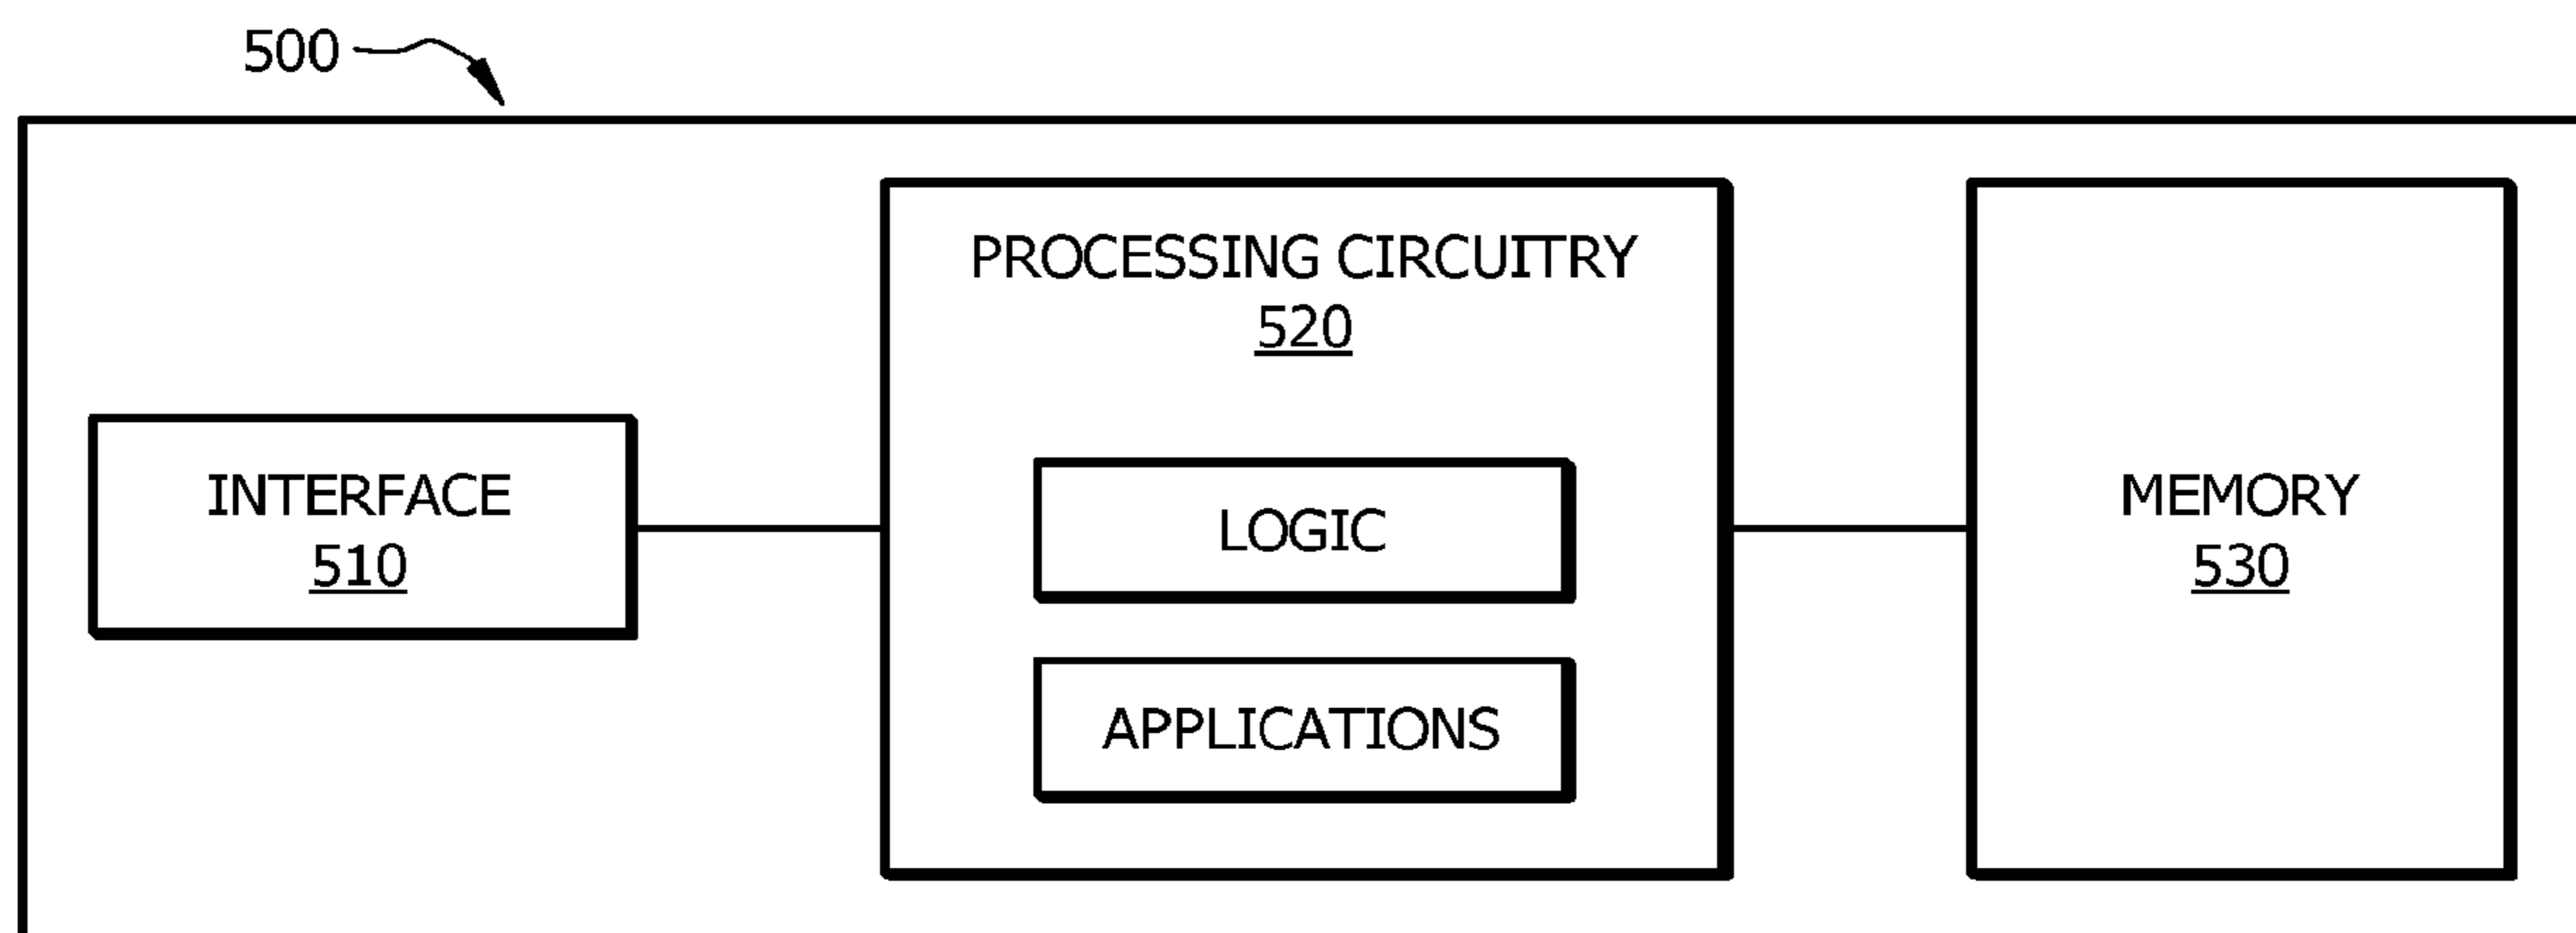 500
PROCESSING CIRCUITRY
520
INTERFACE
510
LOGIC
APPLICATIONS
MEMORY
530